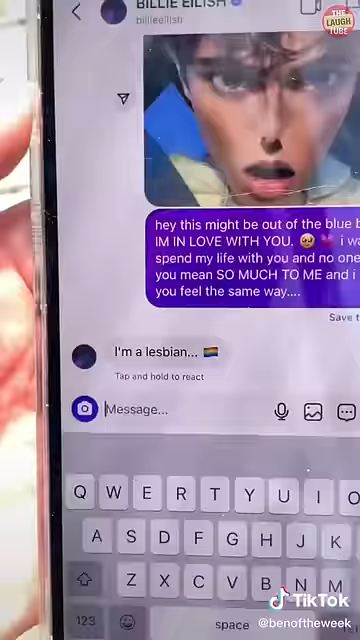 BILLIE EILISH
billieeilish
THE
LAUGH
TUBE
hey this might be out of the blue b
IM IN LOVE WITH YOU. 🥺 💓 i wa
spend my life with you and no one
you mean SO MUCH TO ME and i
you feel the same way....
Save t
I'm a lesbian... 🏳️‍🌈
Tap and hold to react
Message...
Q W E R T Y U I O
A S D F G H J K
Z X C V B N M
123 space
TikTok
@benoftheweek